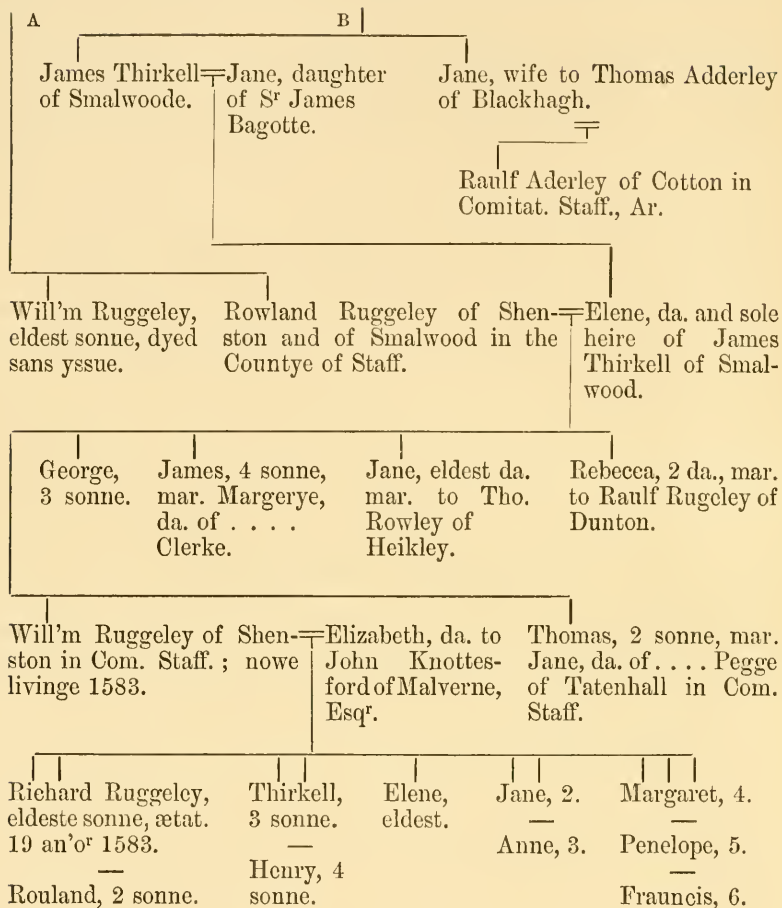 A
B
James Thirkell
of Smalwoode.
Jane, daughter
of Sr James
Bagotte.
Jane, wife to Thomas Adderley
of Blackhagh.
Raulf Aderley of Cotton in
Comitat. Staff., Ar.
Will'm Ruggeley,
eldest sonne, dyed
sans yssue.
Rowland Ruggeley of Shen-
ston and of Smalwood in the
Countye of Staff.
Elene, da. and sole
heire of James
Thirkell of Smal-
wood.
George,
3 sonne.
James, 4 sonne,
mar. Margerye,
da. of . . . .
Clerke.
Jane, eldest da.
mar. to Tho.
Rowley of
Heikley.
Rebecca, 2 da., mar.
to Raulf Rugeley of
Dunton.
Will'm Ruggeley of Shen-
ston in Com. Staff. ; nowe
livinge 1583.
Elizabeth, da. to
John Knottes-
ford of Malverne,
Esqr.
Thomas, 2 sonne, mar.
Jane, da. of . . . . Pegge
of Tatenhall in Com.
Staff.
Richard Ruggeley,
eldeste sonne, ætat.
19 an'or 1583.
—
Rouland, 2 sonne.
Thirkell,
3 sonne.
—
Henry, 4
sonne.
Elene,
eldest.
Jane, 2.
—
Anne, 3.
Margaret, 4.
—
Penelope, 5.
—
Frauncis, 6.